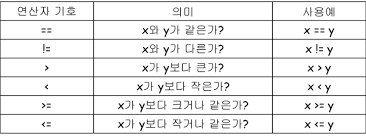 연산자 기호 의미 사용예
== x와 y가 같은가? x == y
!= x와 y가 다른가? x != y
> x가 y보다 큰가? x > y
< x가 y보다 작은가? x < y
>= x가 y보다 크거나 같은가? x >= y
<= x가 y보다 작거나 같은가? x <= y